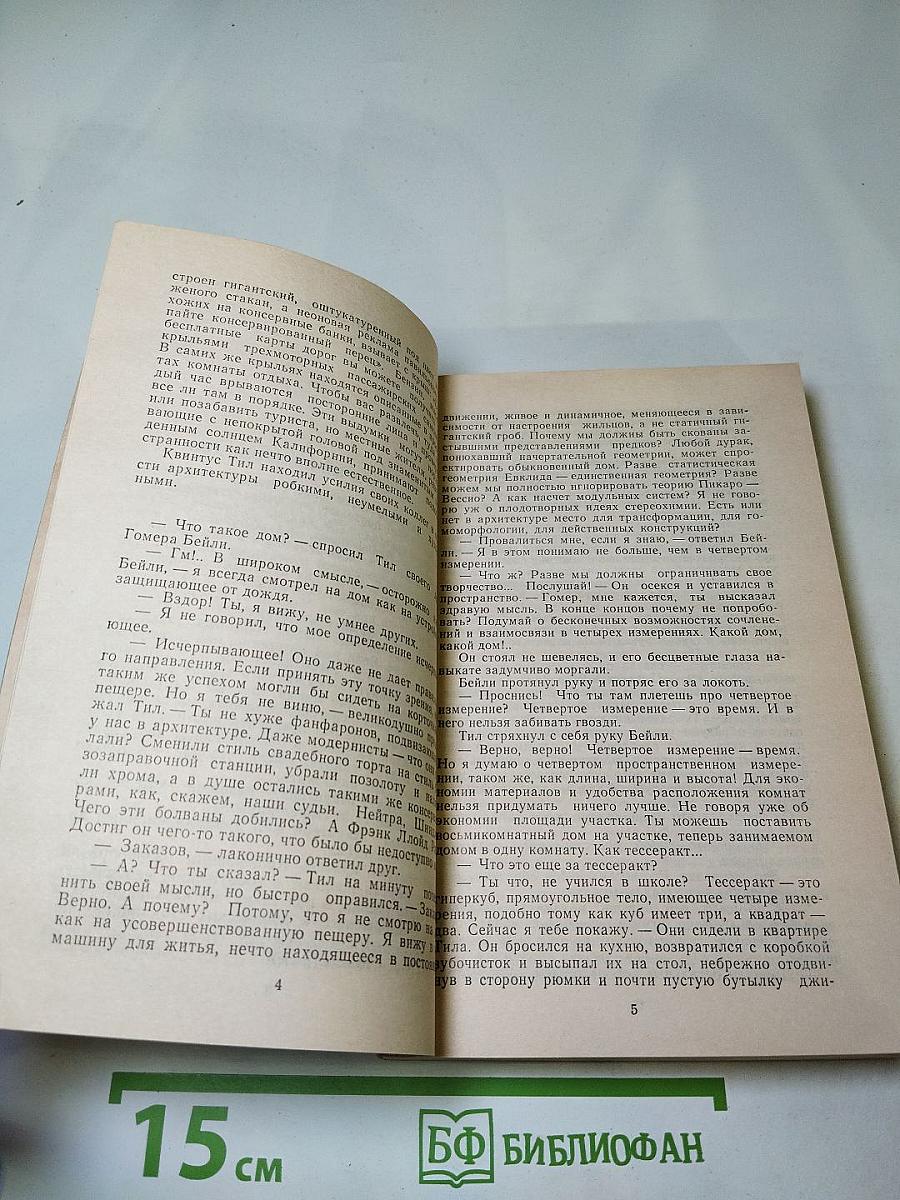 строен гигантский, оштукатуренный под
женого стакан, а неоновая реклама
хожих на консервные банки, взывает с
пайте консервированный перец».
бесплатные карты дорог вы можете
крыльями трехмоторных пассажирских
В самих же крыльях находятся описанные
тах комнаты отдыха. Чтобы вас развлечь,
дый час врываются посторонние лица и
все ли там в порядке. Эти выдумки могут
или позабавить туриста, но местные жители,
вающие с непокрытой головой под знаменитым
денным солнцем Калифорнии, принимают
странности как нечто вполне естественное.
Квинтус Тил находил усилия своих коллег в
сти архитектуры робкими, неумелыми и
ными.
— Что такое дом? — спросил Тил своего
Гомера Бейли.
— Гм!.. В широком смысле, — осторожно
Бейли, — я всегда смотрел на дом как на
защищающее от дождя.
— Вздор! Ты, я вижу, не умнее других.
— Я не говорил, что мое определение
ющее.
— Исчерпывающее! Оно даже не дает
го направления. Если принять эту точку зрения,
таким же успехом могли бы сидеть на
пещере. Но я тебя не виню, — великодушно
жал Тил. — Ты не хуже фанфаронов,
у нас в архитектуре. Даже модернисты — что они
лали? Сменили стиль свадебного торта на стиль
зозаправочной станции, убрали позолоту и
ли хрома, а в душе остались такими же
рами, как, скажем, наши судьи. Нейтра,
Чего эти болваны добились? А Фрэнк Ллойд
Достиг он чего-то такого, что было бы недоступно
— Заказов, — лаконично ответил друг.
— А? Что ты сказал? — Тил на минуту
нить своей мысли, но быстро оправился. —
Верно. А почему? Потому, что я не смотрю на
как на усовершенствованную пещеру. Я вижу в
машину для житья, нечто находящееся в
4
движении, живое и динамичное, меняющееся в зави-
симости от настроения жильцов, а не статичный ги-
гантский гроб. Почему мы должны быть скованы за-
стывшими представлениями предков? Любой дурак,
понюхавший начертательной геометрии, может спро-
ектировать обыкновенный дом. Разве статистическая
геометрия Евклида — единственная геометрия? Разве
можем мы полностью игнорировать теорию Пикаро —
Вессио? А как насчет модульных систем? Я не гово-
рю уж о плодотворных идеях стереохимии. Есть или
нет в архитектуре место для трансформации, для го-
моморфологии, для действенных конструкций?
— Провалиться мне, если я знаю, — ответил Бей-
ли. — Я в этом понимаю не больше, чем в четвертом
измерении.
— Что ж? Разве мы должны ограничивать свое
творчество... Послушай! — Он осекся и уставился в
пространство. — Гомер, мне кажется, ты высказал
здравую мысль. В конце концов почему не попробо-
вать? Подумай о бесконечных возможностях сочлене-
ний и взаимосвязи в четырех измерениях. Какой дом,
какой дом!..
Он стоял не шевелясь, и его бесцветные глаза на-
выкате задумчиво моргали.
Бейли протянул руку и потряс его за локоть.
— Проснись! Что ты там плетешь про четвертое
измерение? Четвертое измерение — это время. И в
него нельзя забивать гвозди.
Тил стряхнул с себя руку Бейли.
— Верно, верно! Четвертое измерение — время.
Но я думаю о четвертом пространственном измере-
нии, таком же, как длина, ширина и высота! Для эко-
номии материалов и удобства расположения комнат
нельзя придумать ничего лучше. Не говоря уже об
экономии площади участка. Ты можешь поставить
восьмикомнатный дом на участке, теперь занимаемом
домом в одну комнату. Как тессеракт...
— Что это еще за тессеракт?
— Ты что, не учился в школе? Тессеракт — это
гиперкуб, прямоугольное тело, имеющее четыре изме-
рения, подобно тому как куб имеет три, а квадрат —
два. Сейчас я тебе покажу. — Они сидели в квартире
Тила. Он бросился на кухню, возвратился с коробкой
зубочисток и высыпал их на стол, небрежно отодви-
нув в сторону рюмки и почти пустую бутылку джи-
5
15 см
БФ БИБЛИОФАН